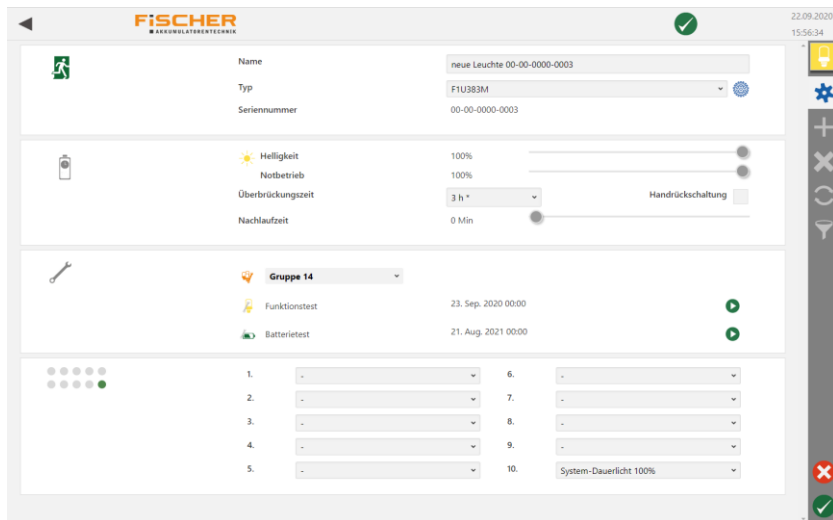 FiSCHER
AKKUMULATORENTECHNIK
22.09.2020
15:56:34
Name
neue Leuchte 00-00-0000-0003
Typ
F1U383M
Seriennummer
00-00-0000-0003
Helligkeit
100%
Notbetrieb
100%
Überbrückungszeit
3 h *
Handrückschaltung
Nachlaufzeit
0 Min
Gruppe 14
Funktionstest
23. Sep. 2020 00:00
Batterietest
21. Aug. 2021 00:00
1. - 6. -
2. - 7. -
3. - 8. -
4. - 9. -
5. - 10. System-Dauerlicht 100%